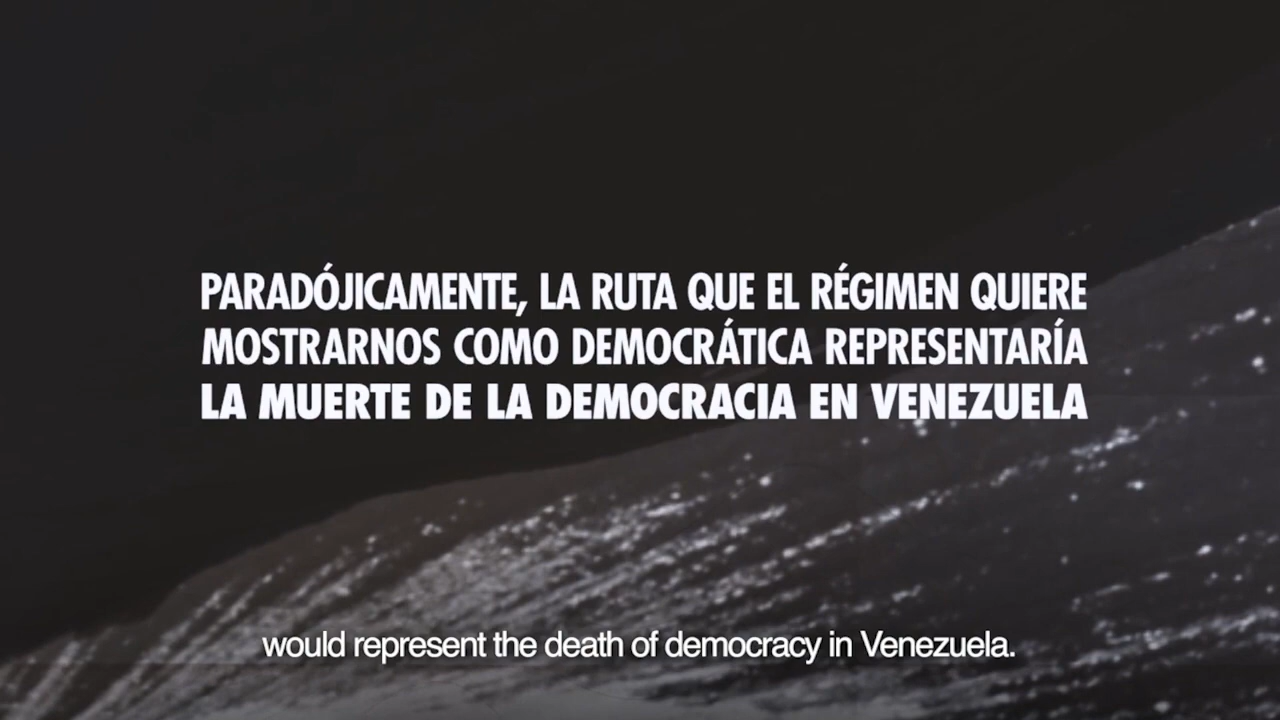 PARADÓJICAMENTE, LA RUTA QUE EL RÉGIMEN QUIERE
MOSTRARNOS COMO DEMOCRÁTICA REPRESENTARÍA
LA MUERTE DE LA DEMOCRACIA EN VENEZUELA
would represent the death of democracy in Venezuela.